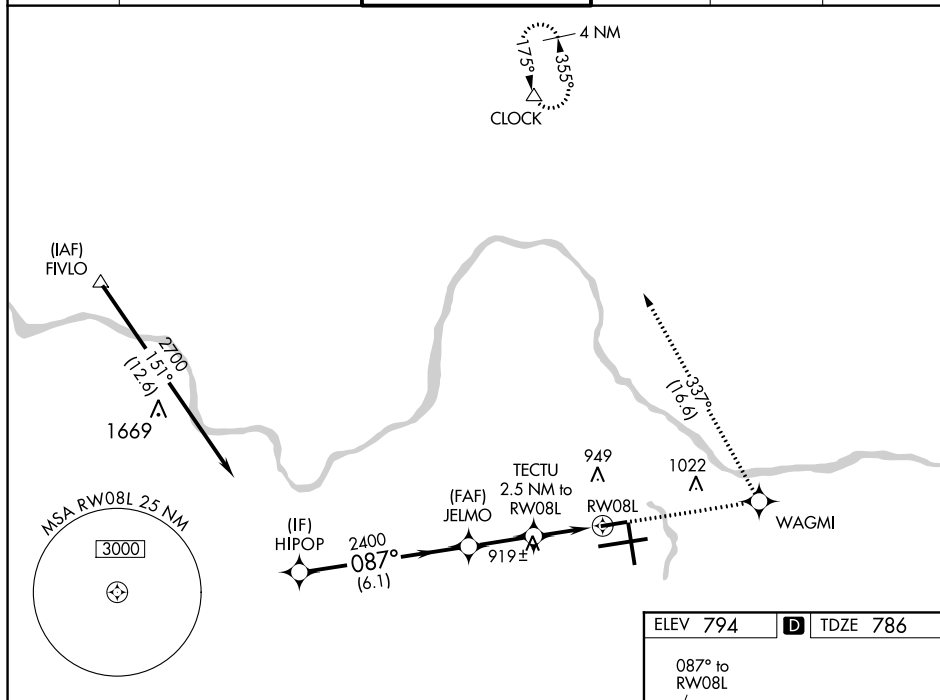 4 NM
175°
355°
CLOCK
(IAF)
FIVLO
2700
151°
(12.6)
1669
337°
(16.6)
949
1022
TECTU
2.5 NM to
RW08L
RW08L
WAGMI
(FAF)
JELMO
(IF)
HIPOP
2400
087°
(6.1)
919±
MSA RW08L 25 NM
3000
ELEV 794 D TDZE 786
087° to
RW08L